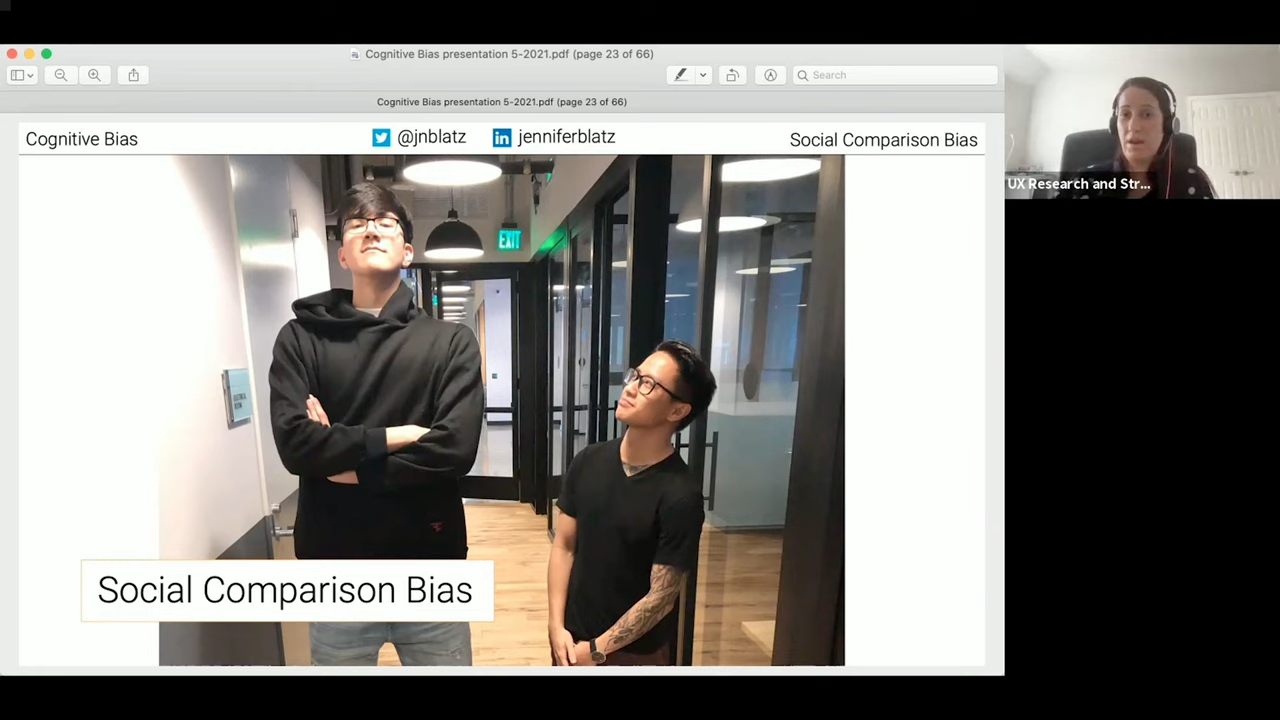 Cognitive Bias presentation 5-2021.pdf (page 23 of 66)
Search
Cognitive Bias presentation 5-2021.pdf (page 23 of 66)
Cognitive Bias
@jnblatz
in jenniferblatz
Social Comparison Bias
EXIT
UX Research and Str...
Social Comparison Bias